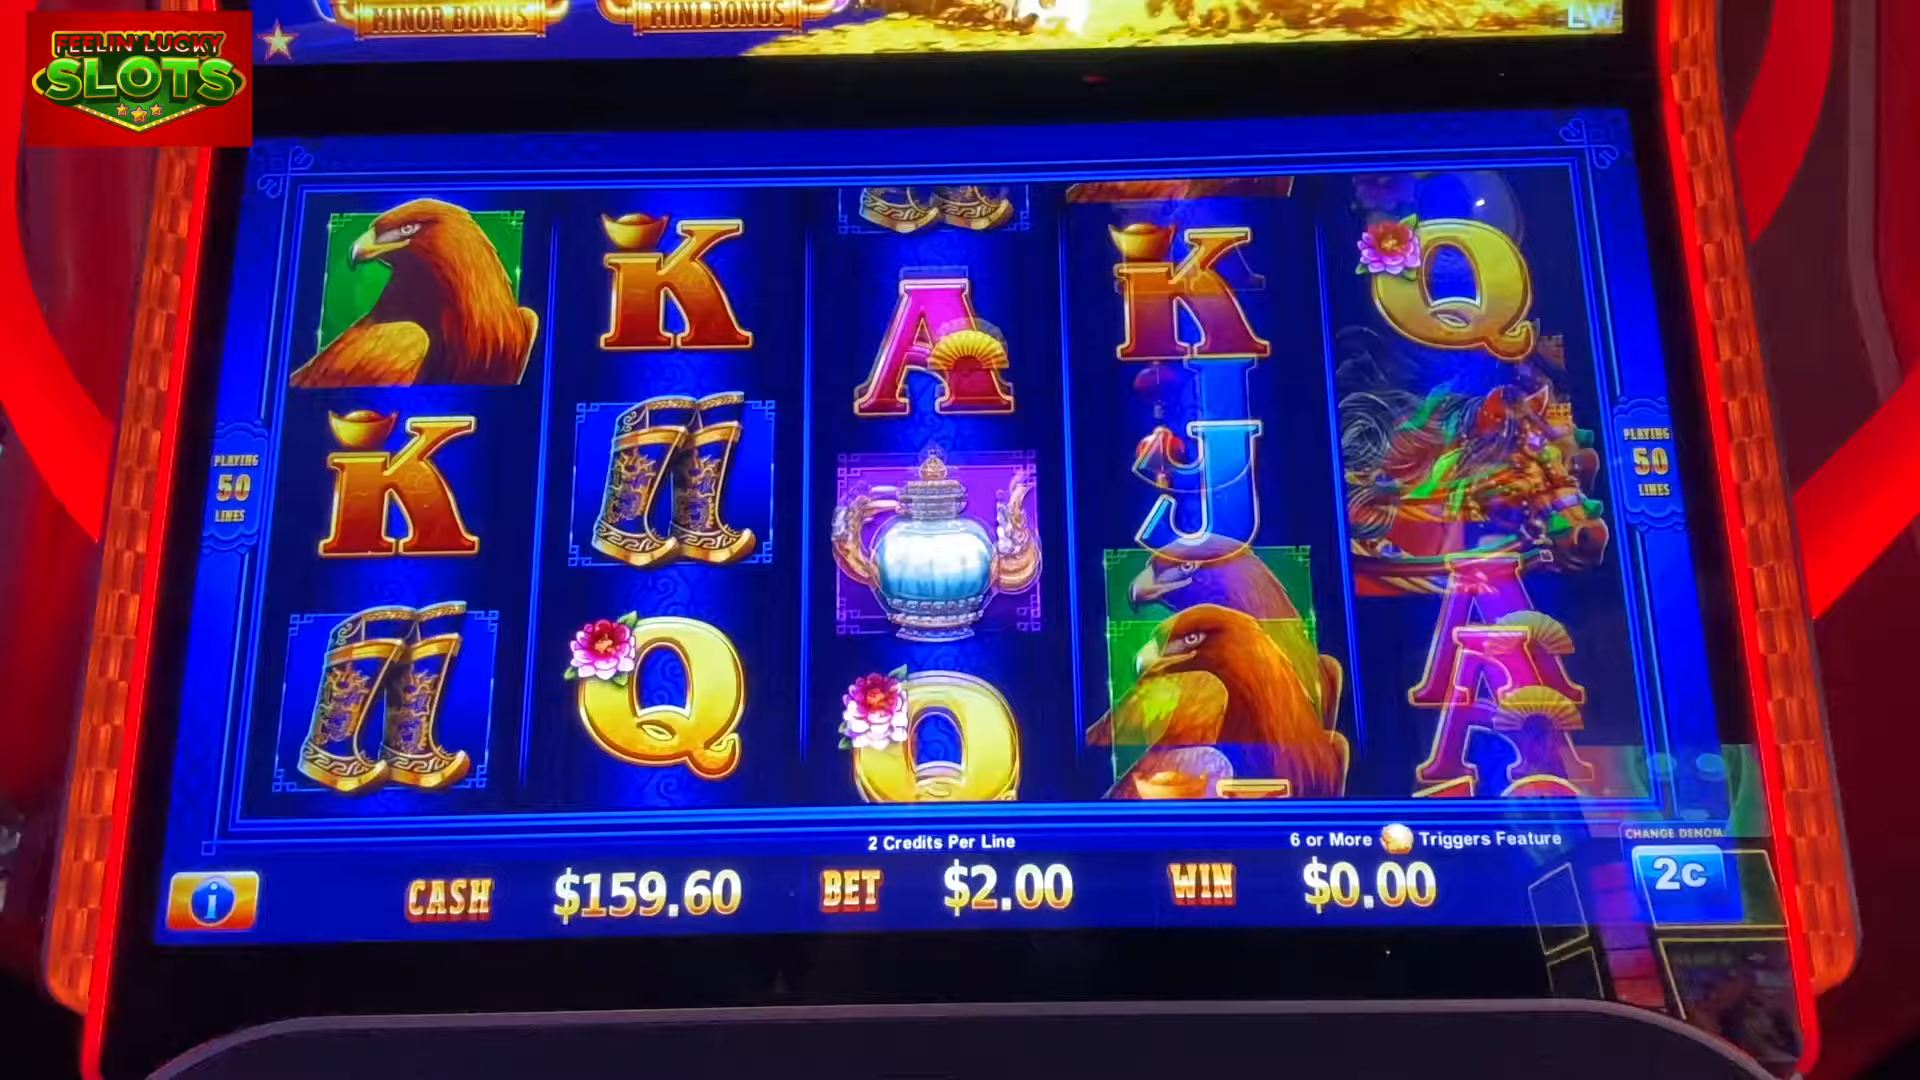 FEELIN' LUCKY
SLOTS
MINOR BONUS
MINI BONUS
LW
K
K
Q
A
K
J
Q
K
Q
A
A
PLAYING
50
LINES
PLAYING
50
LINES
2 Credits Per Line
6 or More Triggers Feature
CHANGE DENOM
2c
i
CASH $159.60
BET $2.00
WIN $0.00